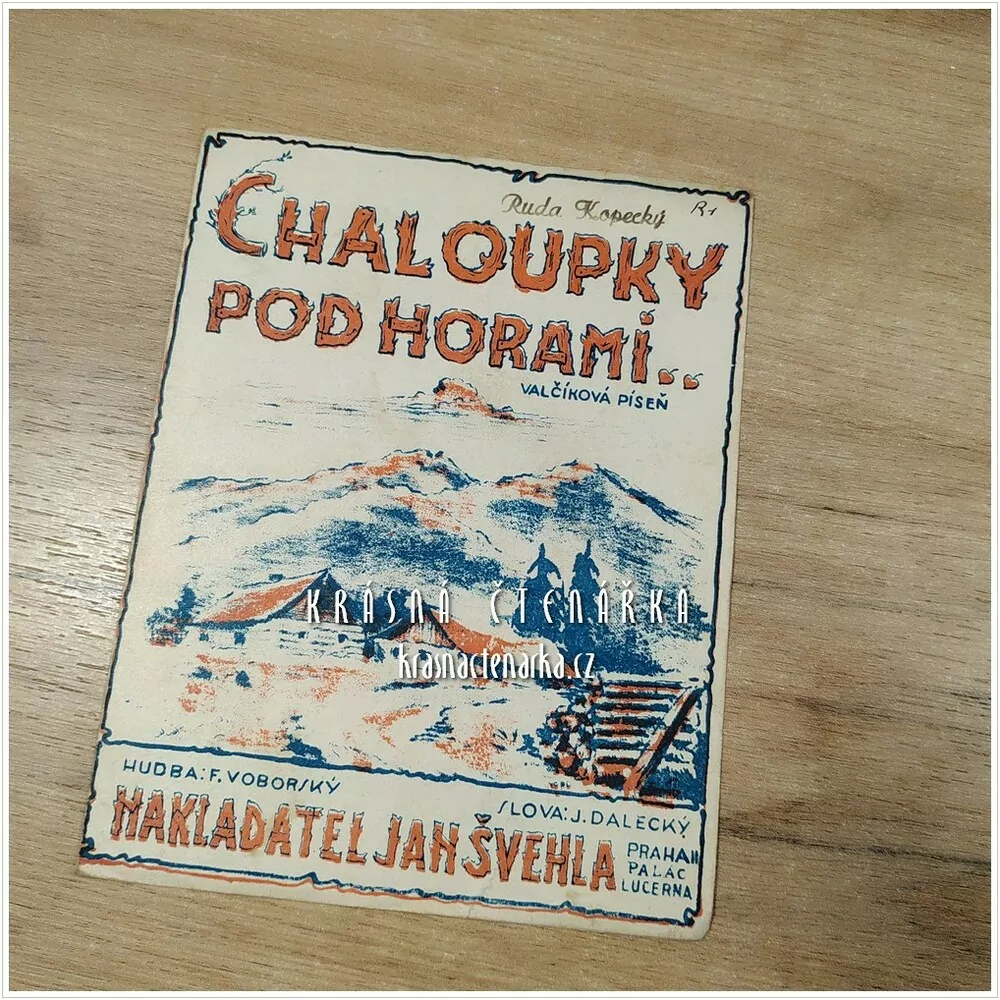 Ruda Kopecký R1
CHALOUPKY
POD HORAMI..
VALČÍKOVÁ PÍSEŇ
KRÁSNÁ ČTENÁŘKA
krasnactenarka.cz
HUDBA: F. VOBORSKÝ
SLOVA: J. DALECKÝ
NAKLADATEL JAN ŠVEHLA
PRAHA II
PALÁC
LUCERNA